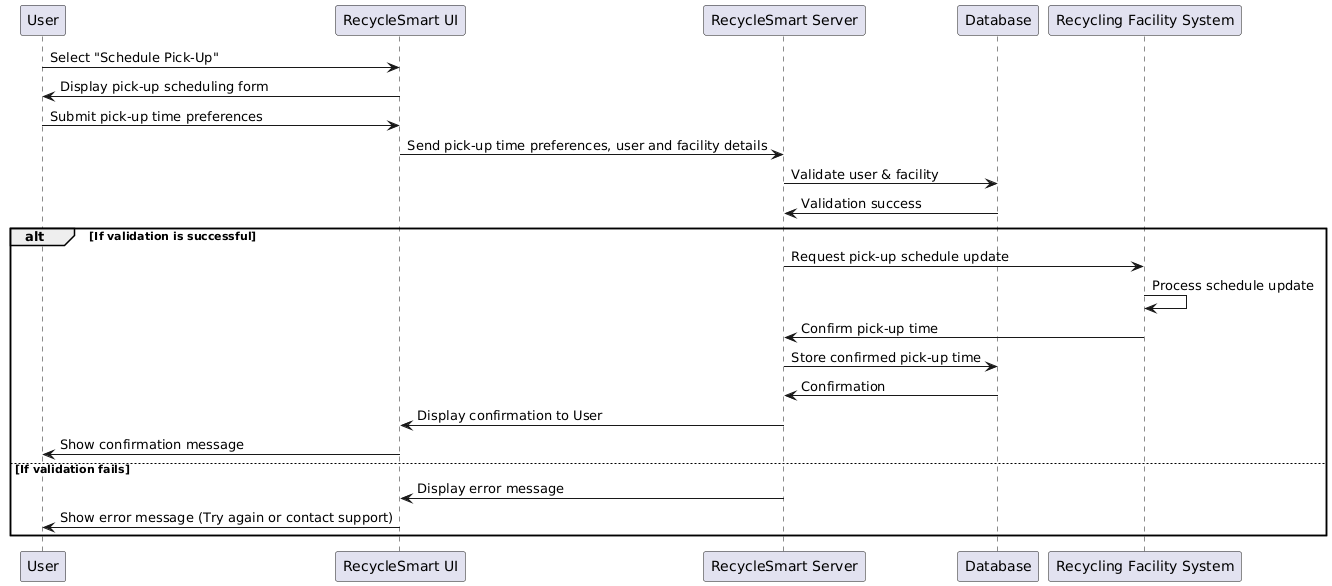 User RecycleSmart UI RecycleSmart Server Database Recycling Facility System
Select "Schedule Pick-Up"
Display pick-up scheduling form
Submit pick-up time preferences
Send pick-up time preferences, user and facility details
Validate user & facility
Validation success
alt [If validation is successful]
Request pick-up schedule update
Process schedule update
Confirm pick-up time
Store confirmed pick-up time
Confirmation
Display confirmation to User
Show confirmation message
[If validation fails]
Display error message
Show error message (Try again or contact support)
User RecycleSmart UI RecycleSmart Server Database Recycling Facility System